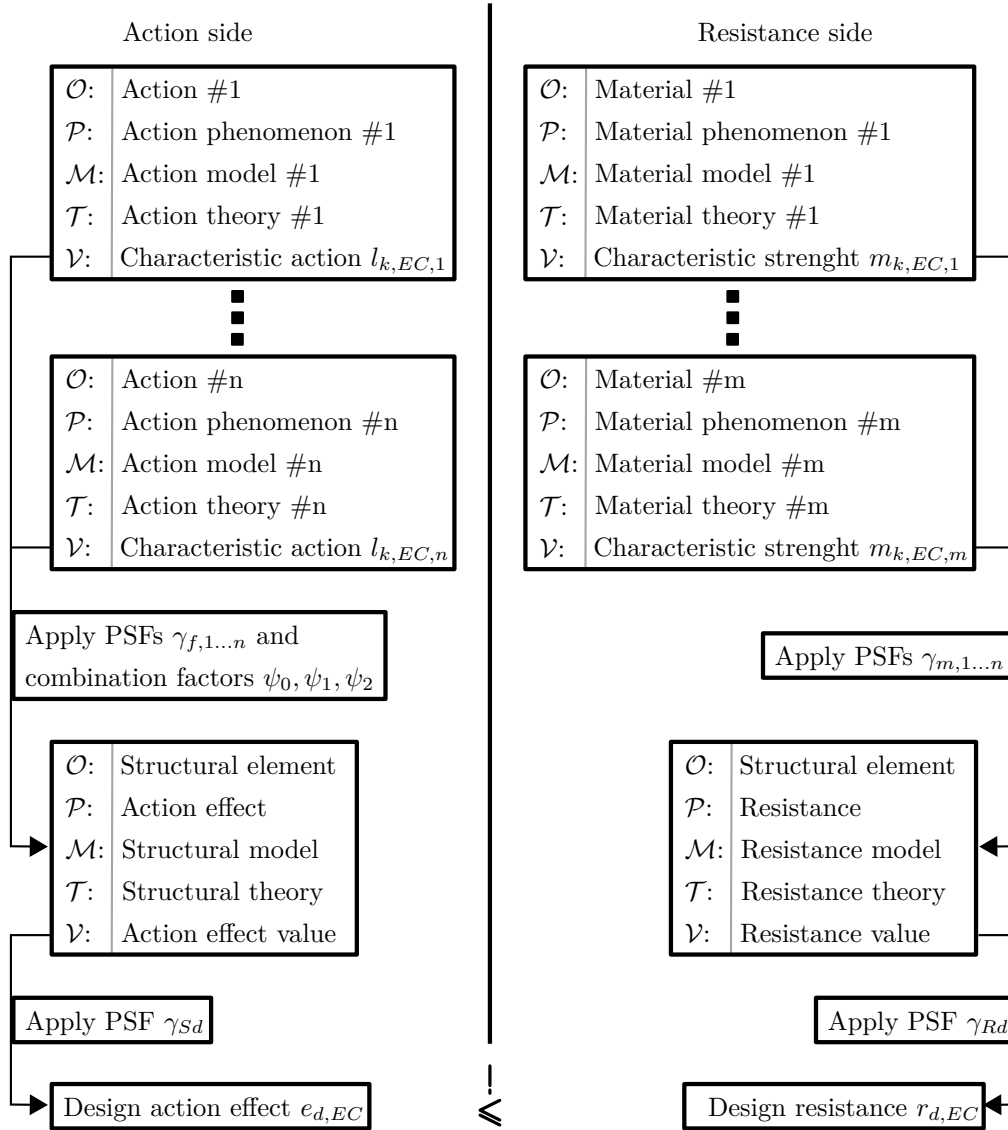 Action side
𝒪: Action #1
𝒫: Action phenomenon #1
ℳ: Action model #1
𝒯: Action theory #1
𝒱: Characteristic action l_{k,EC,1}
𝒪: Action #n
𝒫: Action phenomenon #n
ℳ: Action model #n
𝒯: Action theory #n
𝒱: Characteristic action l_{k,EC,n}
Apply PSFs γ_{f,1...n} and
combination factors ψ_0, ψ_1, ψ_2
𝒪: Structural element
𝒫: Action effect
ℳ: Structural model
𝒯: Structural theory
𝒱: Action effect value
Apply PSF γ_{Sd}
Design action effect e_{d,EC}
!
⩽
Resistance side
𝒪: Material #1
𝒫: Material phenomenon #1
ℳ: Material model #1
𝒯: Material theory #1
𝒱: Characteristic strenght m_{k,EC,1}
𝒪: Material #m
𝒫: Material phenomenon #m
ℳ: Material model #m
𝒯: Material theory #m
𝒱: Characteristic strenght m_{k,EC,m}
Apply PSFs γ_{m,1...n}
𝒪: Structural element
𝒫: Resistance
ℳ: Resistance model
𝒯: Resistance theory
𝒱: Resistance value
Apply PSF γ_{Rd}
Design resistance r_{d,EC}